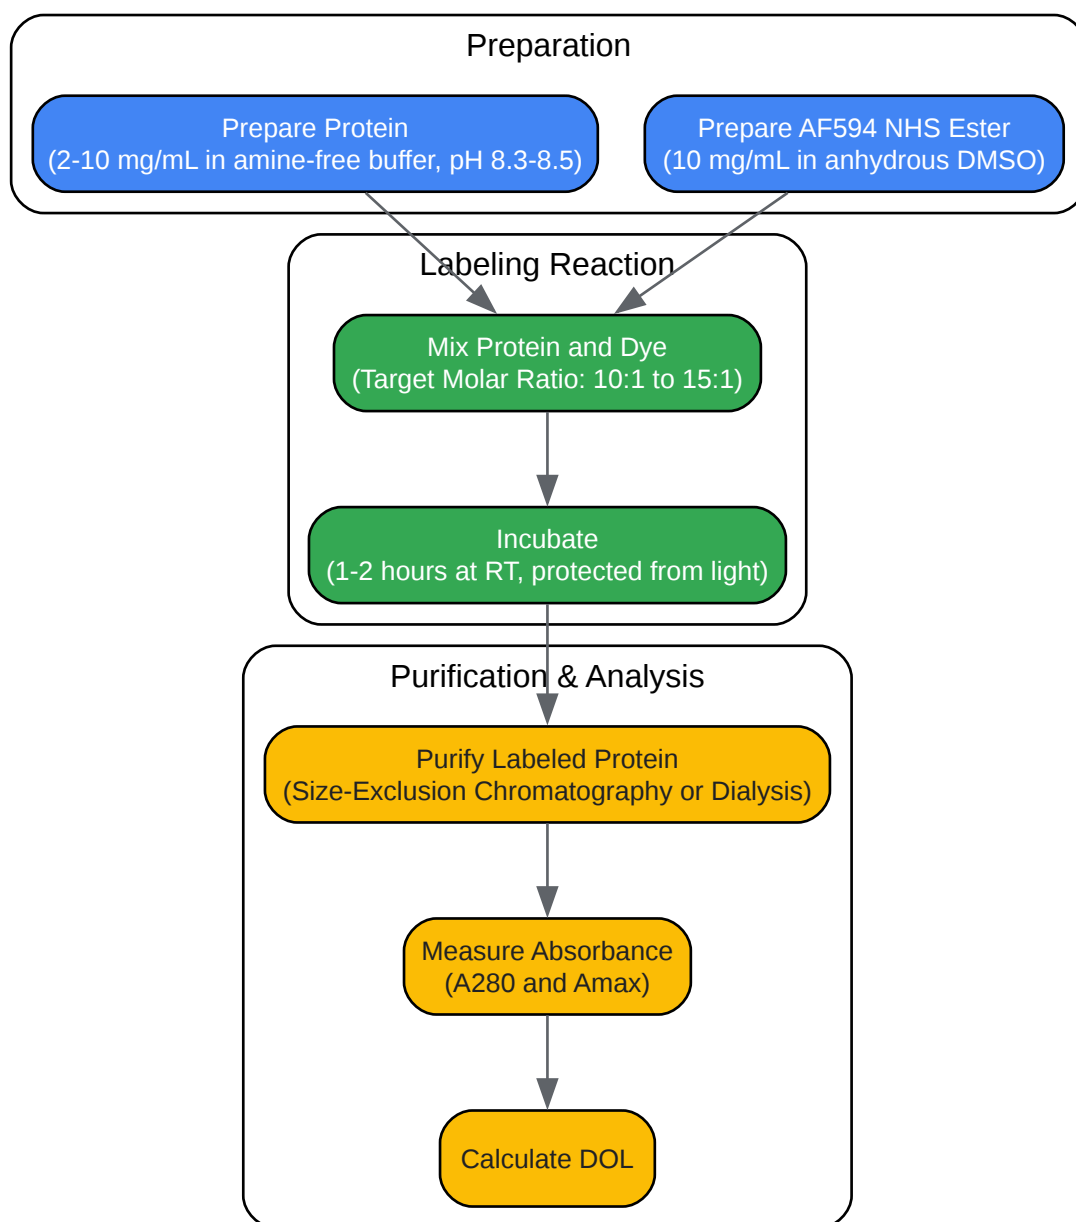 Preparation
Prepare Protein
(2-10 mg/mL in amine-free buffer, pH 8.3-8.5)
Prepare AF594 NHS Ester
(10 mg/mL in anhydrous DMSO)
Labeling Reaction
Mix Protein and Dye
(Target Molar Ratio: 10:1 to 15:1)
Incubate
(1-2 hours at RT, protected from light)
Purification & Analysis
Purify Labeled Protein
(Size-Exclusion Chromatography or Dialysis)
Measure Absorbance
(A280 and Amax)
Calculate DOL